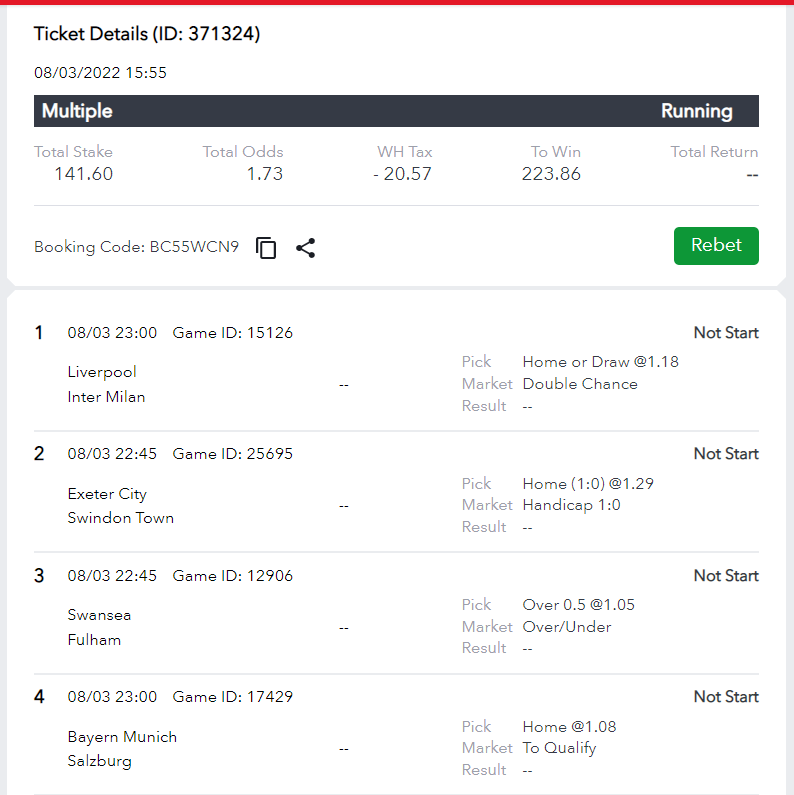 Ticket Details (ID: 371324)
08/03/2022 15:55
Multiple Running
Total Stake Total Odds WH Tax To Win Total Return
141.60 1.73 - 20.57 223.86 --
Booking Code: BC55WCN9 Rebet
1 08/03 23:00 Game ID: 15126 Not Start
Pick Home or Draw @1.18
Liverpool
-- Market Double Chance
Inter Milan
Result --
2 08/03 22:45 Game ID: 25695 Not Start
Pick Home (1:0) @1.29
Exeter City
-- Market Handicap 1:0
Swindon Town
Result --
3 08/03 22:45 Game ID: 12906 Not Start
Pick Over 0.5 @1.05
Swansea
-- Market Over/Under
Fulham
Result --
4 08/03 23:00 Game ID: 17429 Not Start
Pick Home @1.08
Bayern Munich
-- Market To Qualify
Salzburg
Result --